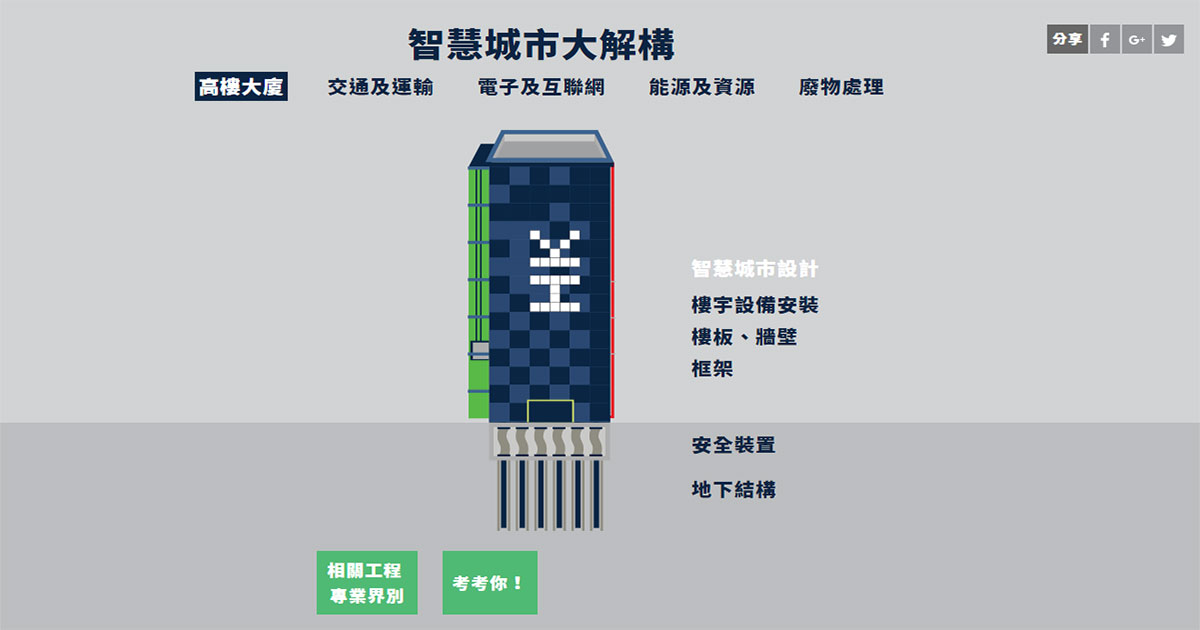 智慧城市大解構
分享
G+
高樓大廈 交通及運輸 電子及互聯網 能源及資源 廢物處理
智慧城市設計
樓宇設備安裝
樓板、牆壁
框架
安全裝置
地下結構
相關工程
專業界別
考考你！